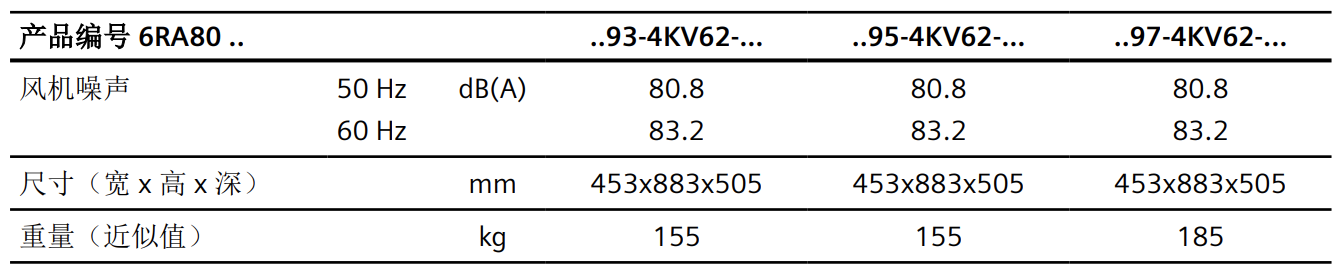 产品编号 6RA80 .. ..93-4KV62-... ..95-4KV62-... ..97-4KV62-...
风机噪声 50 Hz dB(A) 80.8 80.8 80.8
60 Hz 83.2 83.2 83.2
尺寸（宽 x 高 x 深） mm 453x883x505 453x883x505 453x883x505
重量（近似值） kg 155 155 185